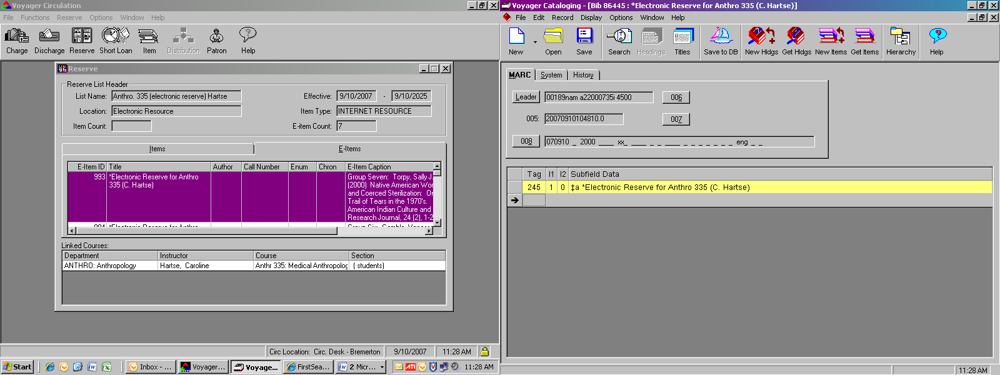 Voyager Circulation
File Functions Reserve Options Window Help
Charge Discharge Reserve Short Loan Item Distribution Patron Help
Reserve
Reserve List Header
List Name: Anthro. 335 (electronic reserve) Hartse Effective: 9/10/2007 - 9/10/2025
Location: Electronic Resource Item Type: INTERNET RESOURCE
Item Count: E-item Count: 7
Items E-Items
E-Item ID Title Author Call Number Enum Chron E-Item Caption
993 *Electronic Reserve for Anthro Group Seven: Torpy, Sally J.
335 (C. Hartse) (2000) Native American Wor
and Coerced Sterilization: On
Trail of Tears in the 1970's.
American Indian Culture and
Research Journal, 24 (2), 1-2
994 *Electronic Reserve for Anthro Group Six: Gamble, Vanessa
Linked Courses:
Department Instructor Course Section
ANTHRO: Anthropology Hartse, Caroline Anthr 335: Medical Anthropolog ( students)
Circ Location: Circ. Desk - Bremerton 9/10/2007 11:28 AM
Start Inbox - ... Voyager... Voyage... FirstSea... 2 Micr... ATI 11:28 AM
Voyager Cataloging - [Bib 86445 : *Electronic Reserve for Anthro 335 (C. Hartse)]
File Edit Record Display Options Window Help
New Open Save Search Headings Titles Save to DB New Hldgs Get Hldgs New Items Get Items Hierarchy Help
MARC System History
Leader 00189nam a22000735i 4500 006
005: 20070910104810.0 007
008 070910 _ 2000 ____ xx_ ___ _ _ ___ _ _ _ _ _ _ _ eng _ _
Tag I1 I2 Subfield Data
245 1 0 ‡a *Electronic Reserve for Anthro 335 (C. Hartse)
11:28 AM